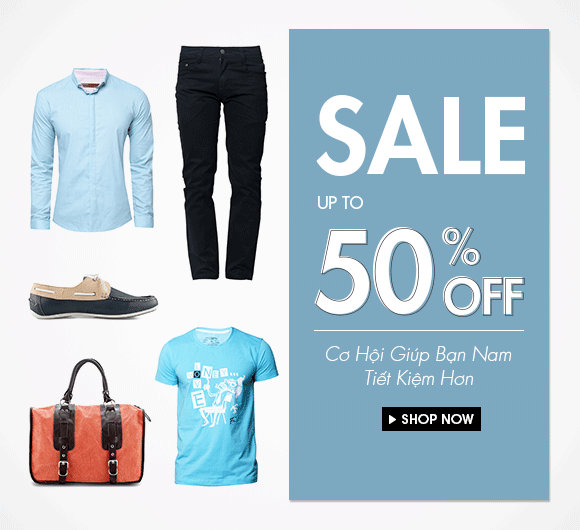 SALE
UP TO
50%
OFF
Cơ Hội Giúp Bạn Nam
Tiết Kiệm Hơn
SHOP NOW